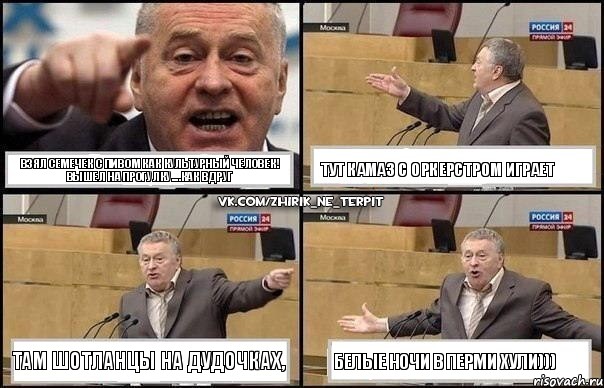 ВЗЯЛ СЕМЕЧЕК С ПИВОМ КАК КУЛЬТУРНЫЙ ЧЕЛОВЕК!
ВЫШЕЛ НА ПРОГУЛКУ.....КАК ВДРУГ
Москва
РОССИЯ 24
ПРЯМОЙ ЭФИР
ТУТ КАМАЗ С ОРКЕРСТРОМ ИГРАЕТ
VK.COM/ZHIRIK_NE_TERPIT
Москва
РОССИЯ 24
ПРЯМОЙ ЭФИР
ТАМ ШОТЛАНЦЫ НА ДУДОЧКАХ,
Москва
РОССИЯ 24
ПРЯМОЙ ЭФИР
БЕЛЫЕ НОЧИ В ПЕРМИ ХУЛИ)))
risovach.ru